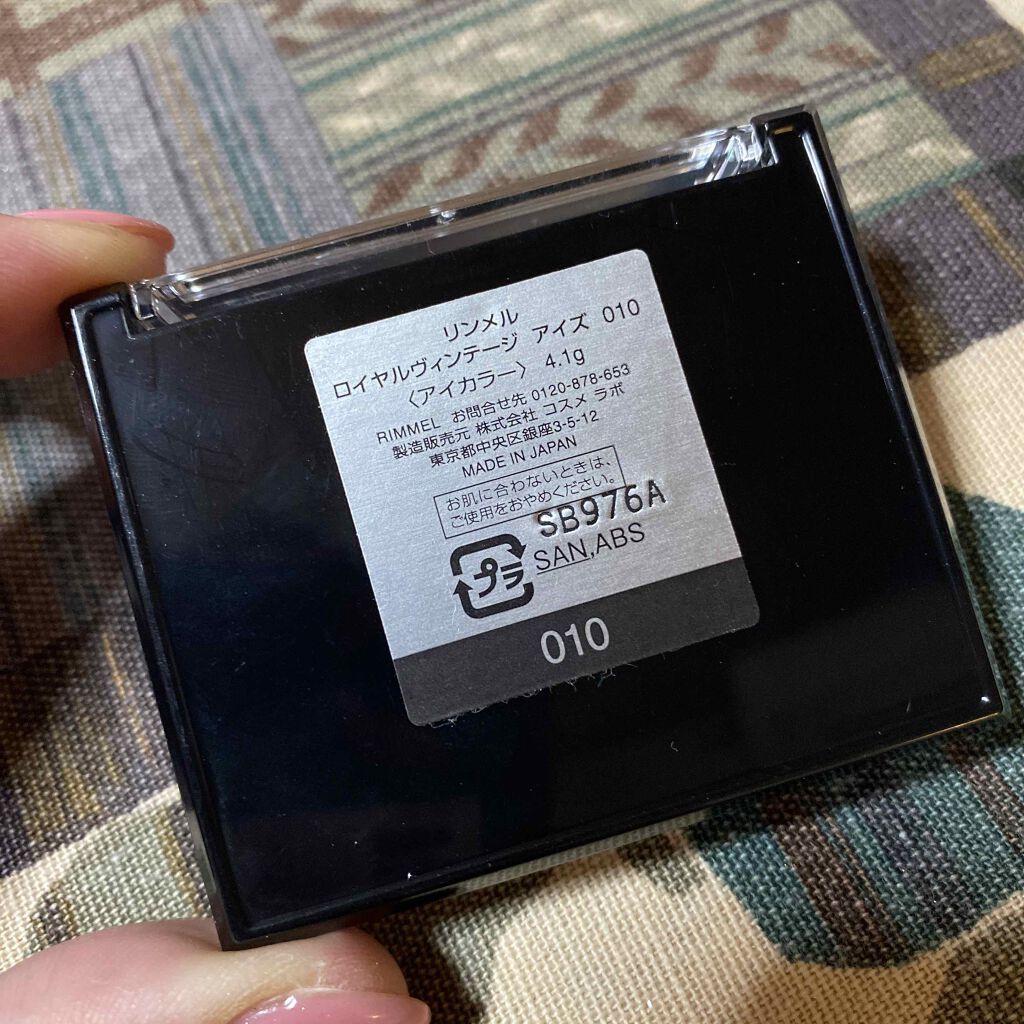 リンメル
ロイヤルヴィンテージ アイズ 010
〈アイカラー〉 4.1g
RIMMEL お問合せ先 0120-878-653
製造販売元 株式会社 コスメ ラボ
東京都中央区銀座3-5-12
MADE IN JAPAN
お肌に合わないときは、
ご使用をおやめください。
SB976A
プラ
SAN,ABS
010